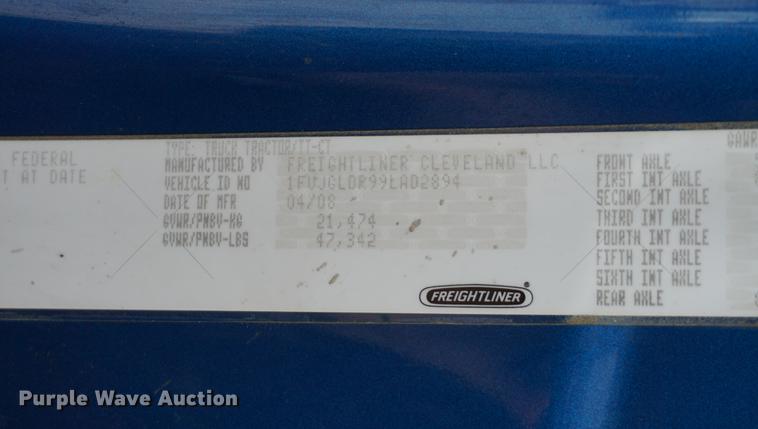 TYPE: TRUCK TRACTOR/TT-CT
FEDERAL
T AT DATE
MANUFACTURED BY FREIGHTLINER CLEVELAND LLC
VEHICLE ID NO 1FUJGLDR99LAD2894
DATE OF MFR 04/08
GVWR/PNBV-KG 21,474
GVWR/PNBV-LBS 47,342
GAWR
FRONT AXLE
FIRST INT AXLE
SECOND INT AXLE
THIRD INT AXLE
FOURTH INT AXLE
FIFTH INT AXLE
SIXTH INT AXLE
REAR AXLE
FREIGHTLINER
Purple Wave Auction